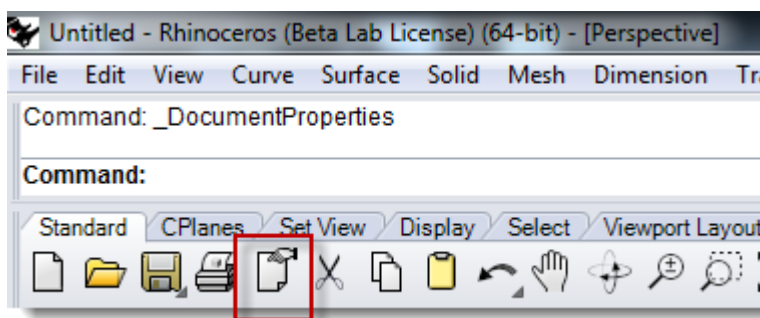 Untitled - Rhinoceros (Beta Lab License) (64-bit) - [Perspective]
File Edit View Curve Surface Solid Mesh Dimension
Command: _DocumentProperties
Command:
Standard CPlanes Set View Display Select Viewport Layout